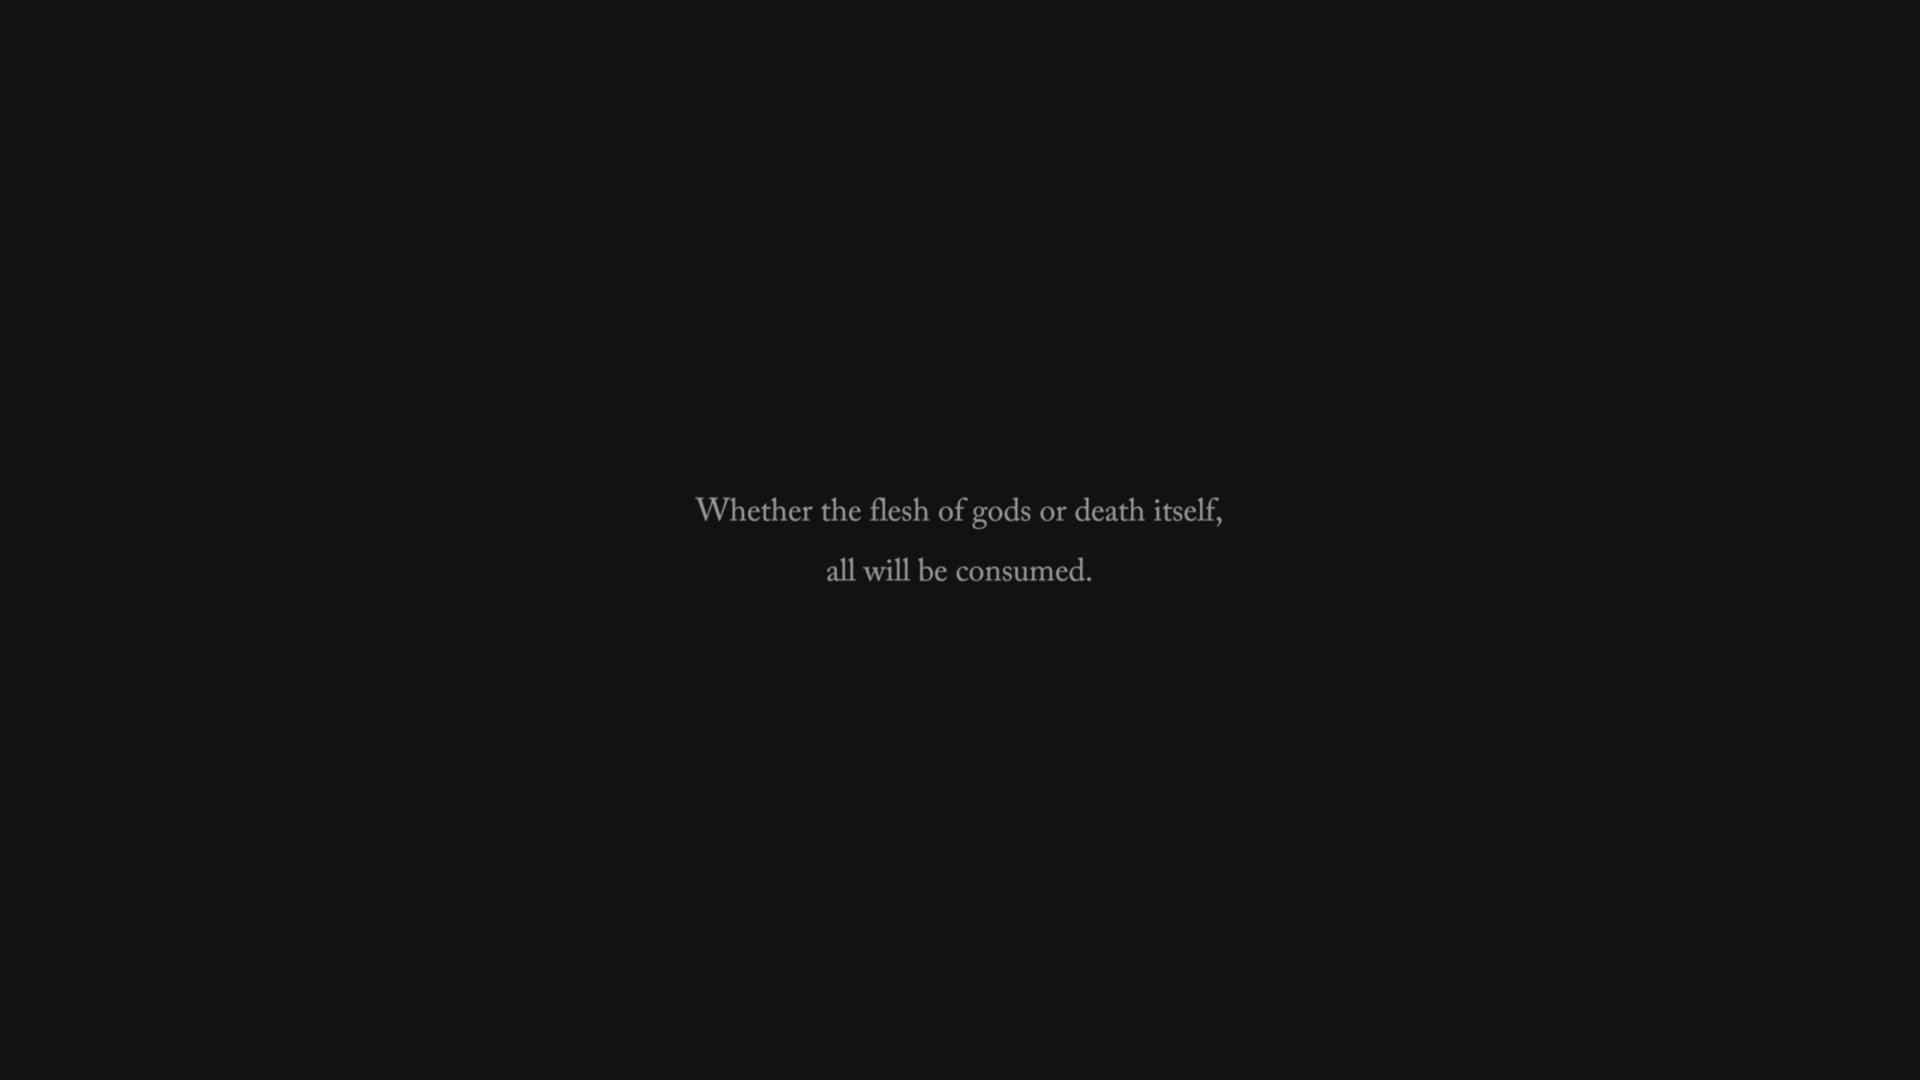 Whether the flesh of gods or death itself,
all will be consumed.